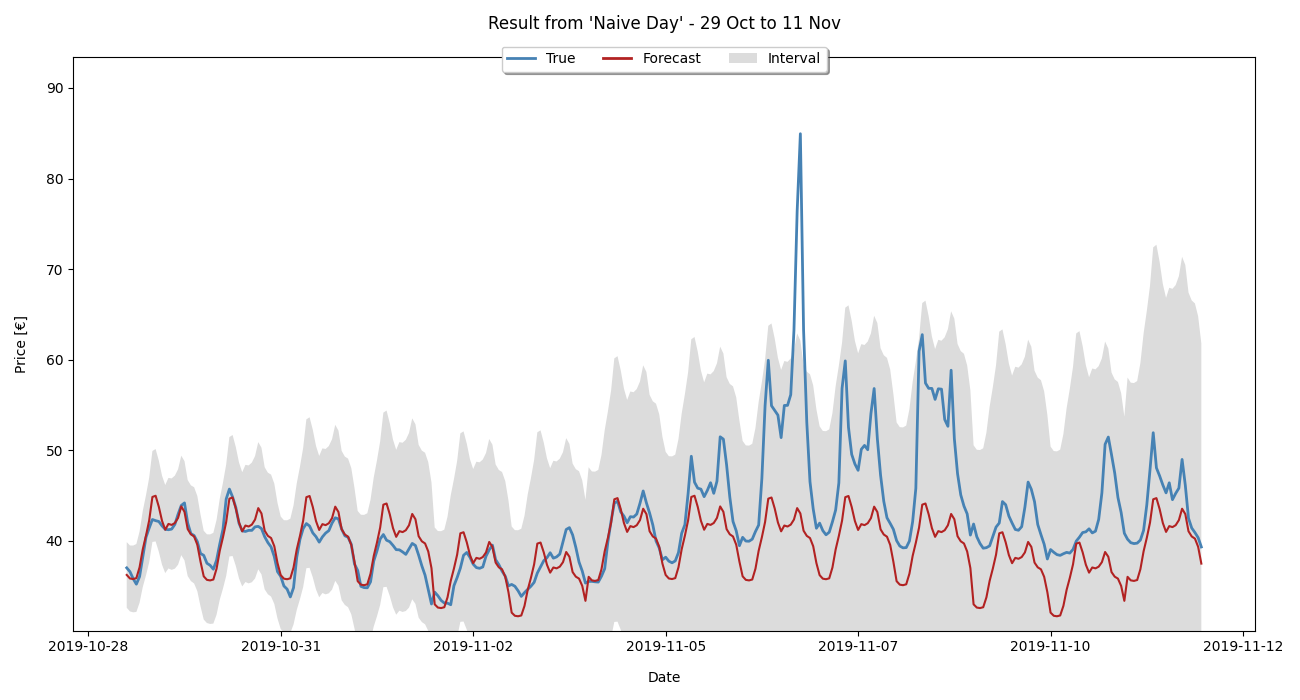 Result from 'Naive Day' - 29 Oct to 11 Nov
True Forecast Interval
90
80
70
60
50
40
Price [€]
2019-10-28 2019-10-31 2019-11-02 2019-11-05 2019-11-07 2019-11-10 2019-11-12
Date